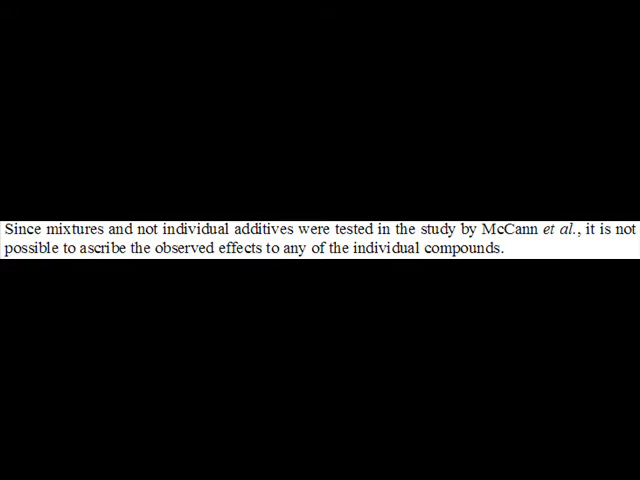 Since mixtures and not individual additives were tested in the study by McCann et al., it is not
possible to ascribe the observed effects to any of the individual compounds.